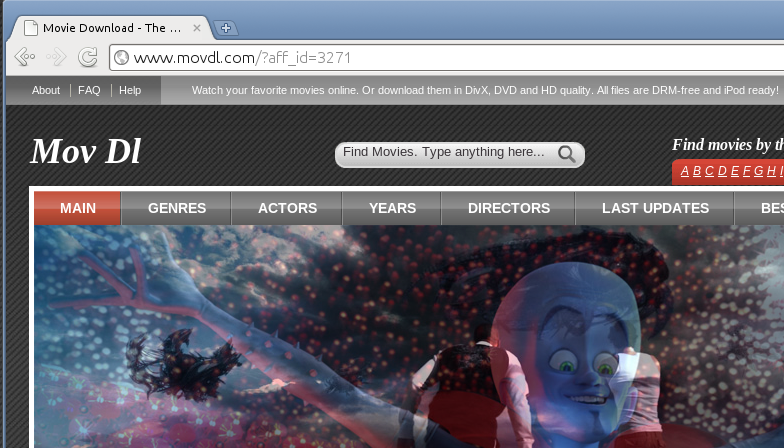 Movie Download - The ...
www.movdl.com/?aff_id=3271
About FAQ Help Watch your favorite movies online. Or download them in DivX, DVD and HD quality. All files are DRM-free and iPod ready!
Mov Dl
Find Movies. Type anything here...
Find movies by th
A B C D E F G H I
MAIN GENRES ACTORS YEARS DIRECTORS LAST UPDATES BES